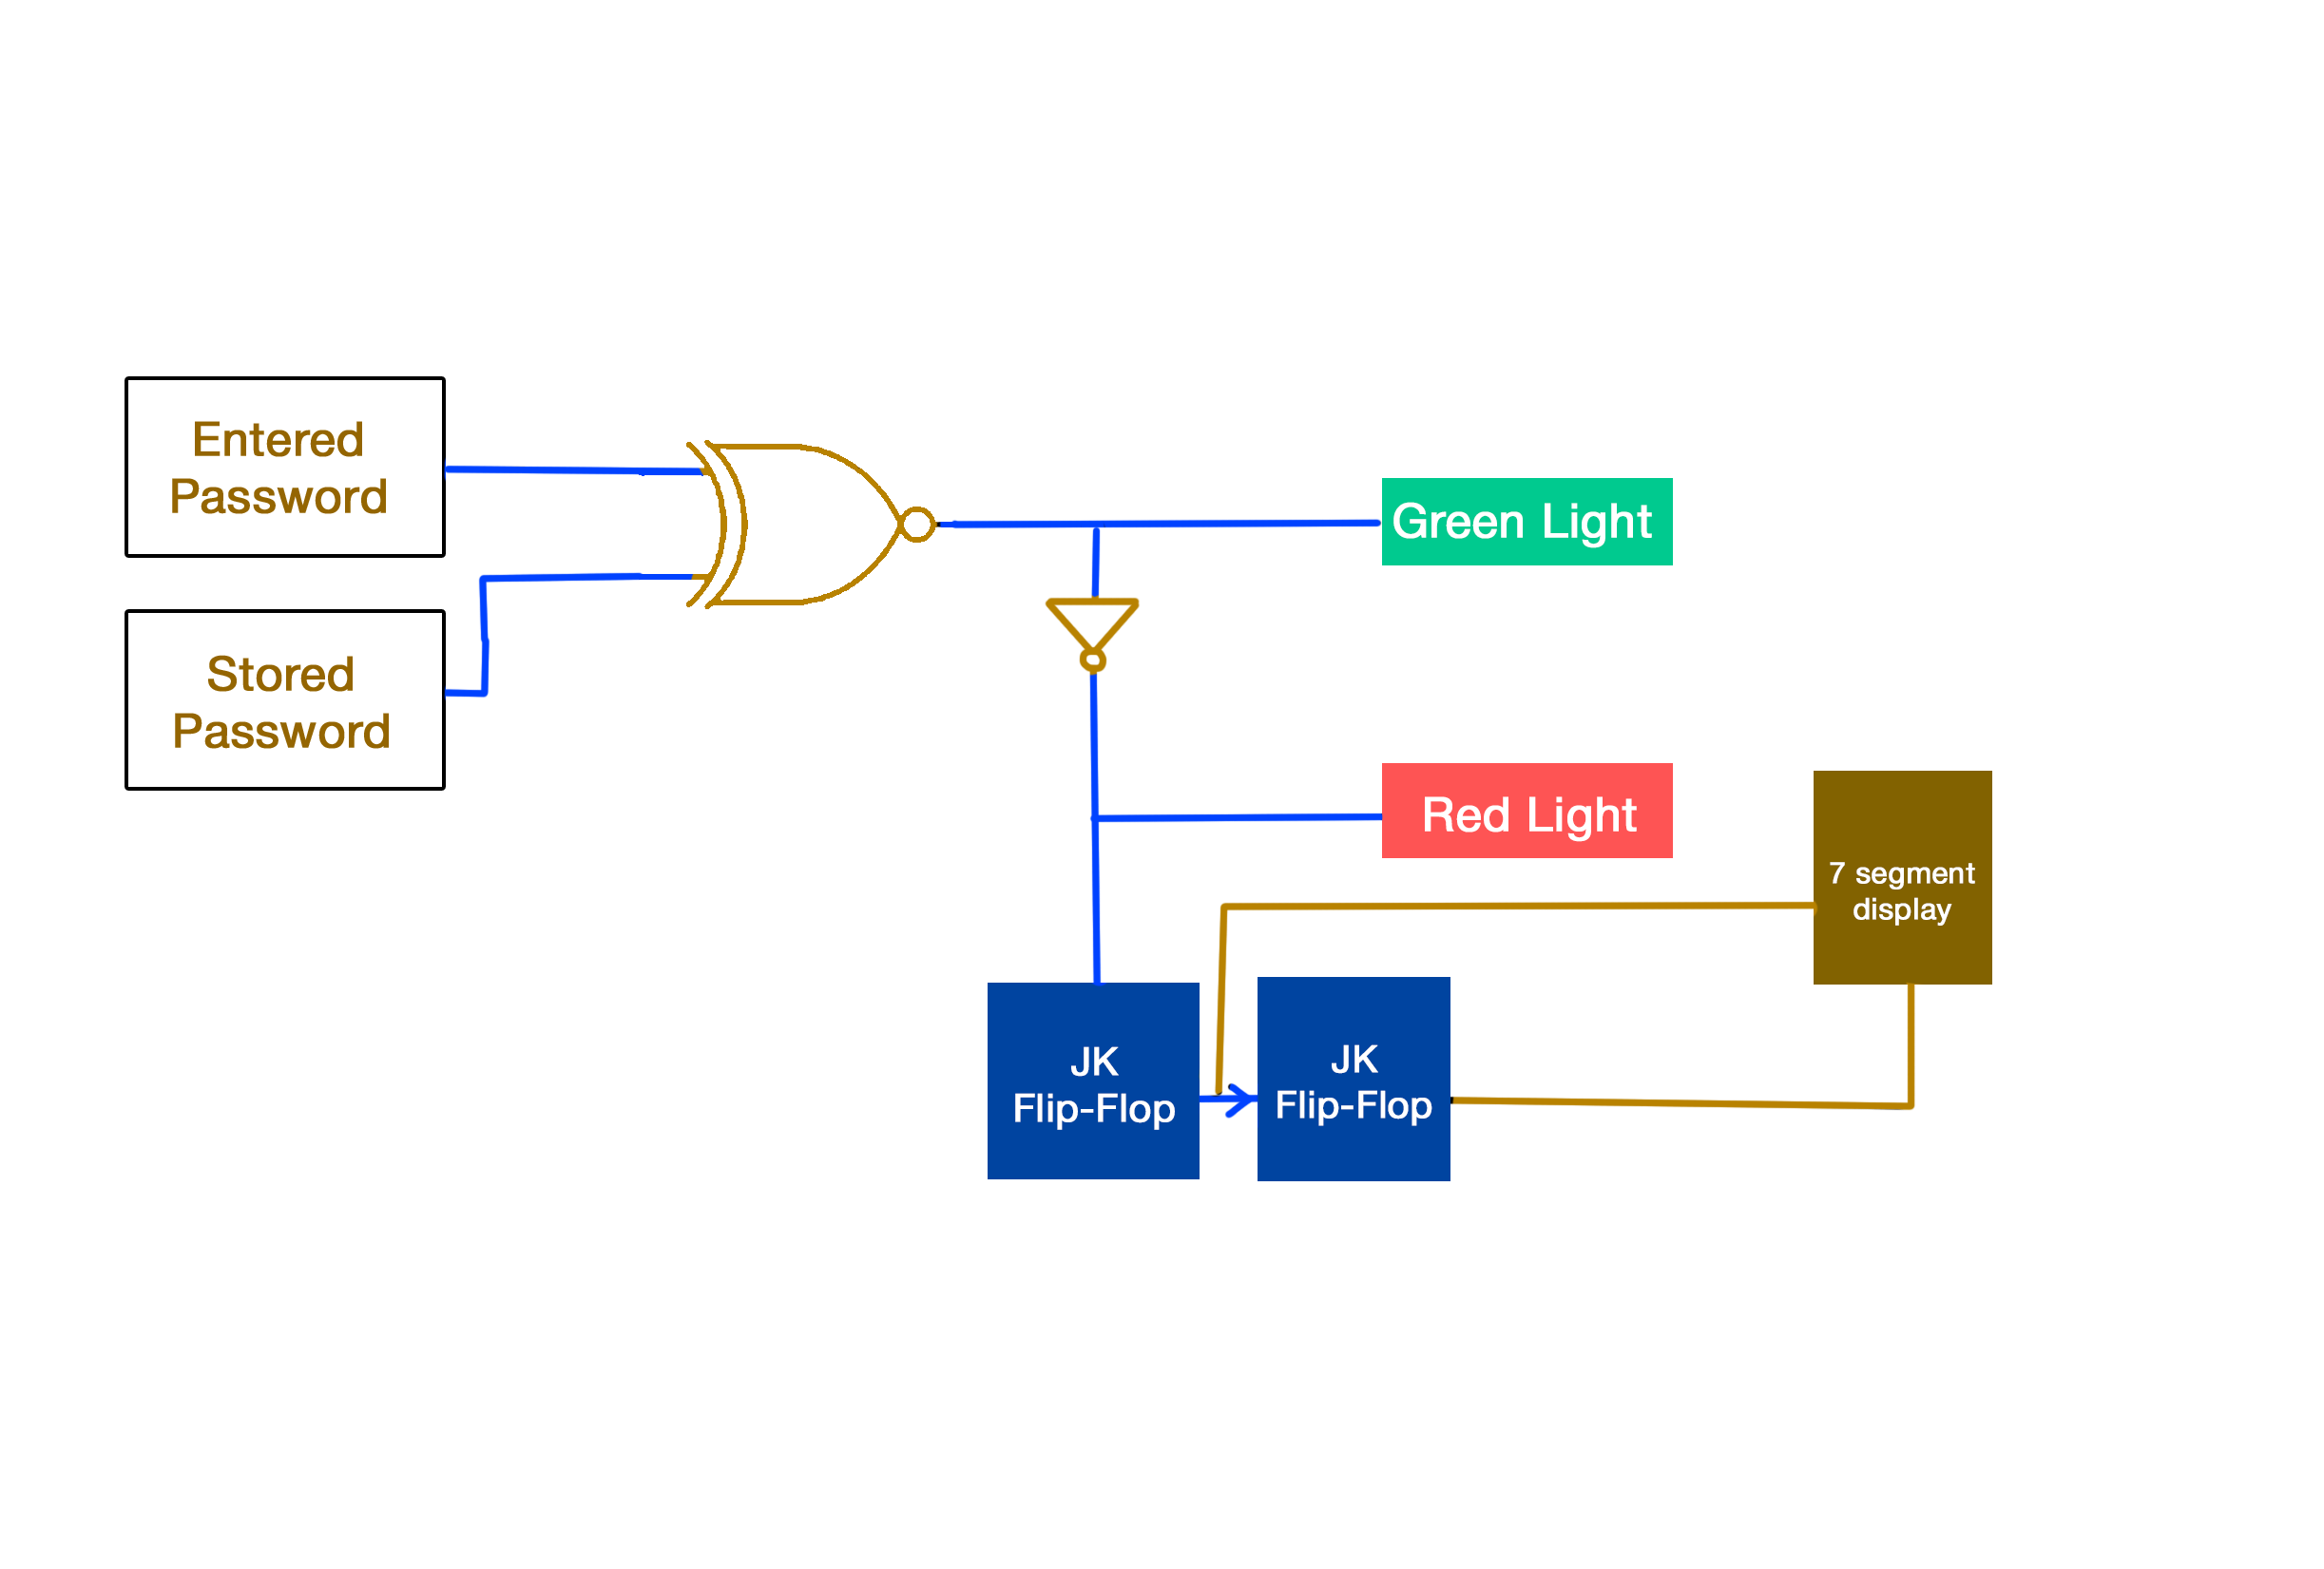 Entered
Password
Stored
Password
Green Light
Red Light
7 segment
display
JK
Flip-Flop
JK
Flip-Flop